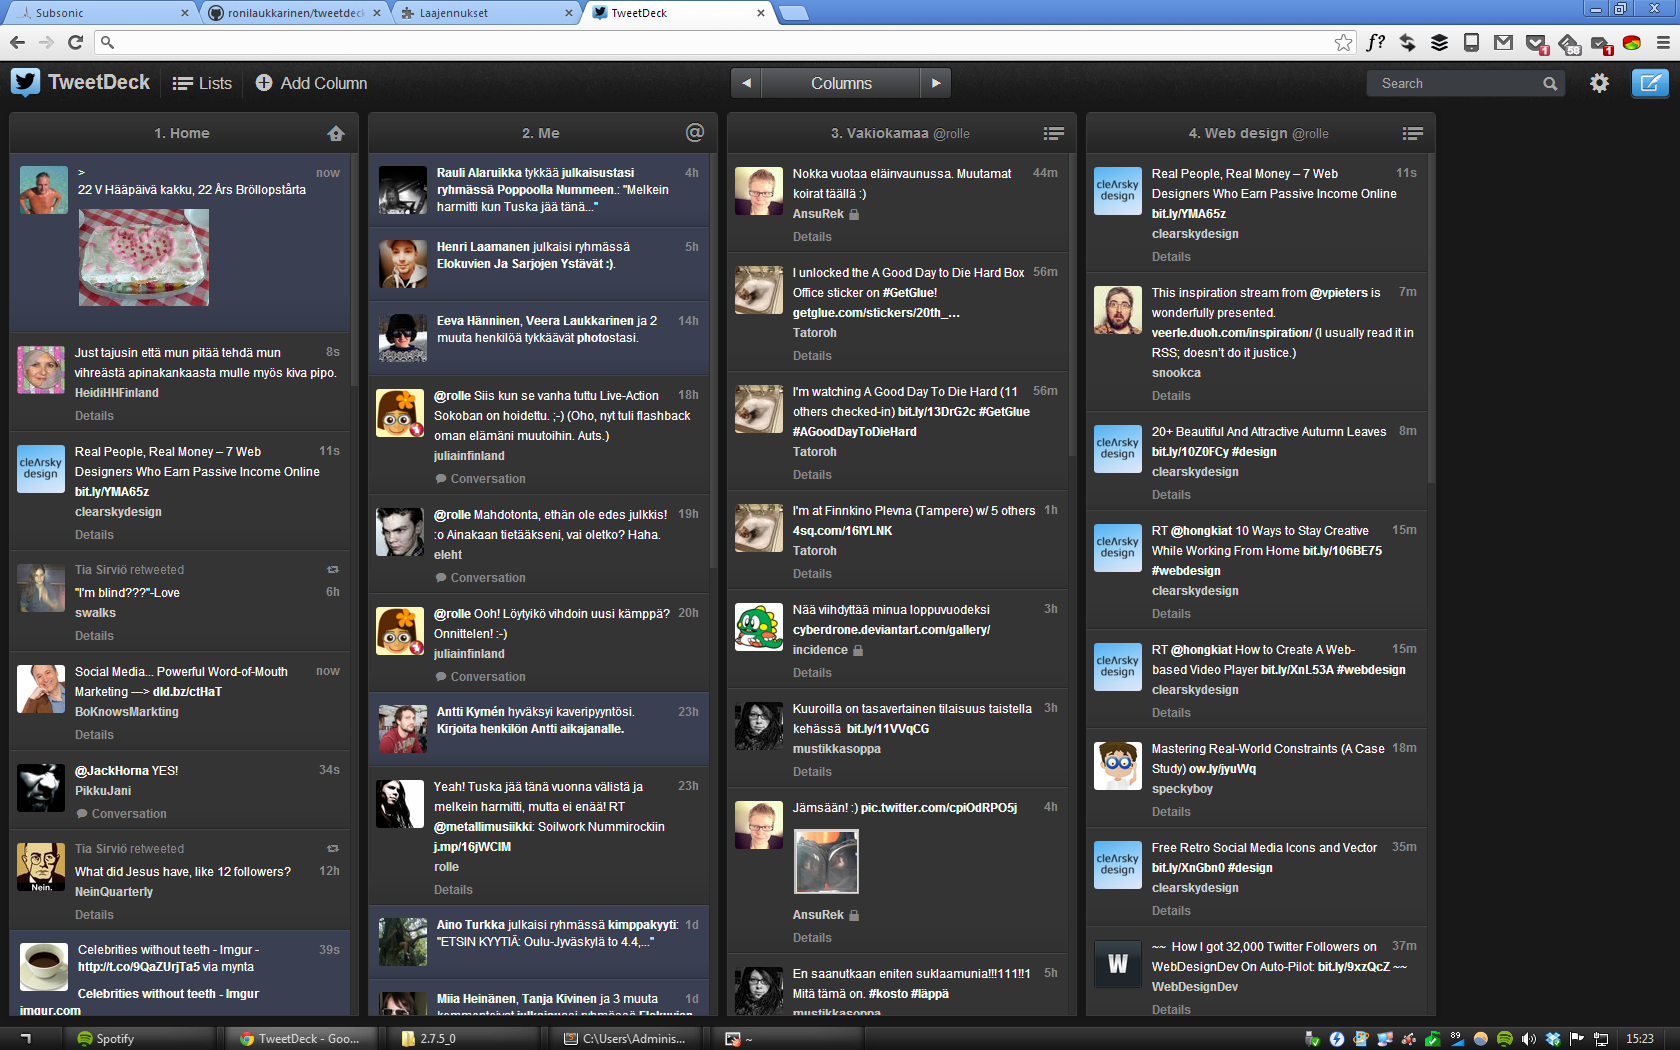 Subsonic
ronilaukkarinen/tweetdeck
Laajennukset
TweetDeck
f?
1
58
1
TweetDeck
Lists
Add Column
Columns
Search
1. Home
>
now
22 V Hääpäivä kakku, 22 Års Bröllopstårta
Just tajusin että mun pitää tehdä mun
8s
vihreästä apinakankaasta mulle myös kiva pipo.
HeidiHHFinland
Details
cleArsky
design
Real People, Real Money – 7 Web
11s
Designers Who Earn Passive Income Online
bit.ly/YMA65z
clearskydesign
Details
Tia Sirviö retweeted
"I'm blind???"-Love
6h
swalks
Details
Social Media... Powerful Word-of-Mouth
now
Marketing ---> dld.bz/ctHaT
BoKnowsMarkting
Details
@JackHorna YES!
34s
PikkuJani
Conversation
Tia Sirviö retweeted
Nein.
What did Jesus have, like 12 followers?
12h
NeinQuarterly
Details
Celebrities without teeth - Imgur -
39s
http://t.co/9QaZUrjTa5 via mynta
Celebrities without teeth - Imgur
imgur.com
2. Me
@
Rauli Alaruikka tykkää julkaisustasi
4h
ryhmässä Poppoolla Nummeen.: "Melkein
harmitti kun Tuska jää tänä..."
Henri Laamanen julkaisi ryhmässä
5h
Elokuvien Ja Sarjojen Ystävät :).
Eeva Hänninen, Veera Laukkarinen ja 2
14h
muuta henkilöä tykkäävät photostasi.
@rolle Siis kun se vanha tuttu Live-Action
18h
Sokoban on hoidettu. ;-) (Oho, nyt tuli flashback
oman elämäni muutoihin. Auts.)
juliainfinland
Conversation
@rolle Mahdotonta, ethän ole edes julkkis!
19h
:o Ainakaan tietääkseni, vai oletko? Haha.
eleht
Conversation
@rolle Ooh! Löytyikö vihdoin uusi kämppä?
20h
Onnittelen! :-)
juliainfinland
Conversation
Antti Kymén hyväksyi kaveripyyntösi.
23h
Kirjoita henkilön Antti aikajanalle.
Yeah! Tuska jää tänä vuonna välistä ja
23h
melkein harmitti, mutta ei enää! RT
@metallimusiikki: Soilwork Nummirockiin
j.mp/16jWCIM
rolle
Details
Aino Turkka julkaisi ryhmässä kimppakyyti:
1d
"ETSIN KYYTIÄ: Oulu-Jyväskylä to 4.4,..."
Miia Heinänen, Tanja Kivinen ja 3 muuta
1d
kommentoivat julkaisuasi ryhmässä Elokuvien
3. Vakiokamaa @rolle
Nokka vuotaa eläinvaunussa. Muutamat
44m
koirat täällä :)
AnsuRek
Details
I unlocked the A Good Day to Die Hard Box
56m
Office sticker on #GetGlue!
getglue.com/stickers/20th_…
Tatoroh
Details
I'm watching A Good Day To Die Hard (11
56m
others checked-in) bit.ly/13DrG2c #GetGlue
#AGoodDayToDieHard
Tatoroh
Details
I'm at Finnkino Plevna (Tampere) w/ 5 others
1h
4sq.com/16IYLNK
Tatoroh
Details
Nää viihdyttää minua loppuvuodeksi
3h
cyberdrone.deviantart.com/gallery/
incidence
Details
Kuuroilla on tasavertainen tilaisuus taistella
3h
kehässä bit.ly/11VVqCG
mustikkasoppa
Details
Jämsään! :) pic.twitter.com/cpiOdRPO5j
4h
AnsuRek
Details
En saanutkaan eniten suklaamunia!!!111!!1
5h
Mitä tämä on. #kosto #läppä
mustikkasoppa
4. Web design @rolle
cleArsky
design
Real People, Real Money – 7 Web
11s
Designers Who Earn Passive Income Online
bit.ly/YMA65z
clearskydesign
Details
This inspiration stream from @vpieters is
7m
wonderfully presented.
veerle.duoh.com/inspiration/ (I usually read it in
RSS; doesn't do it justice.)
snookca
Details
cleArsky
design
20+ Beautiful And Attractive Autumn Leaves
8m
bit.ly/10Z0FCy #design
clearskydesign
Details
cleArsky
design
RT @hongkiat 10 Ways to Stay Creative
15m
While Working From Home bit.ly/106BE75
#webdesign
clearskydesign
Details
cleArsky
design
RT @hongkiat How to Create A Web-
15m
based Video Player bit.ly/XnL53A #webdesign
clearskydesign
Details
Mastering Real-World Constraints (A Case
18m
Study) ow.ly/jyuWq
speckyboy
Details
cleArsky
design
Free Retro Social Media Icons and Vector
35m
bit.ly/XnGbn0 #design
clearskydesign
Details
W
~~ How I got 32,000 Twitter Followers on
37m
WebDesignDev On Auto-Pilot: bit.ly/9xzQcZ ~~
WebDesignDev
Details
Spotify
TweetDeck - Goo...
2.7.5_0
C:\Users\Adminis...
~
89
15:23